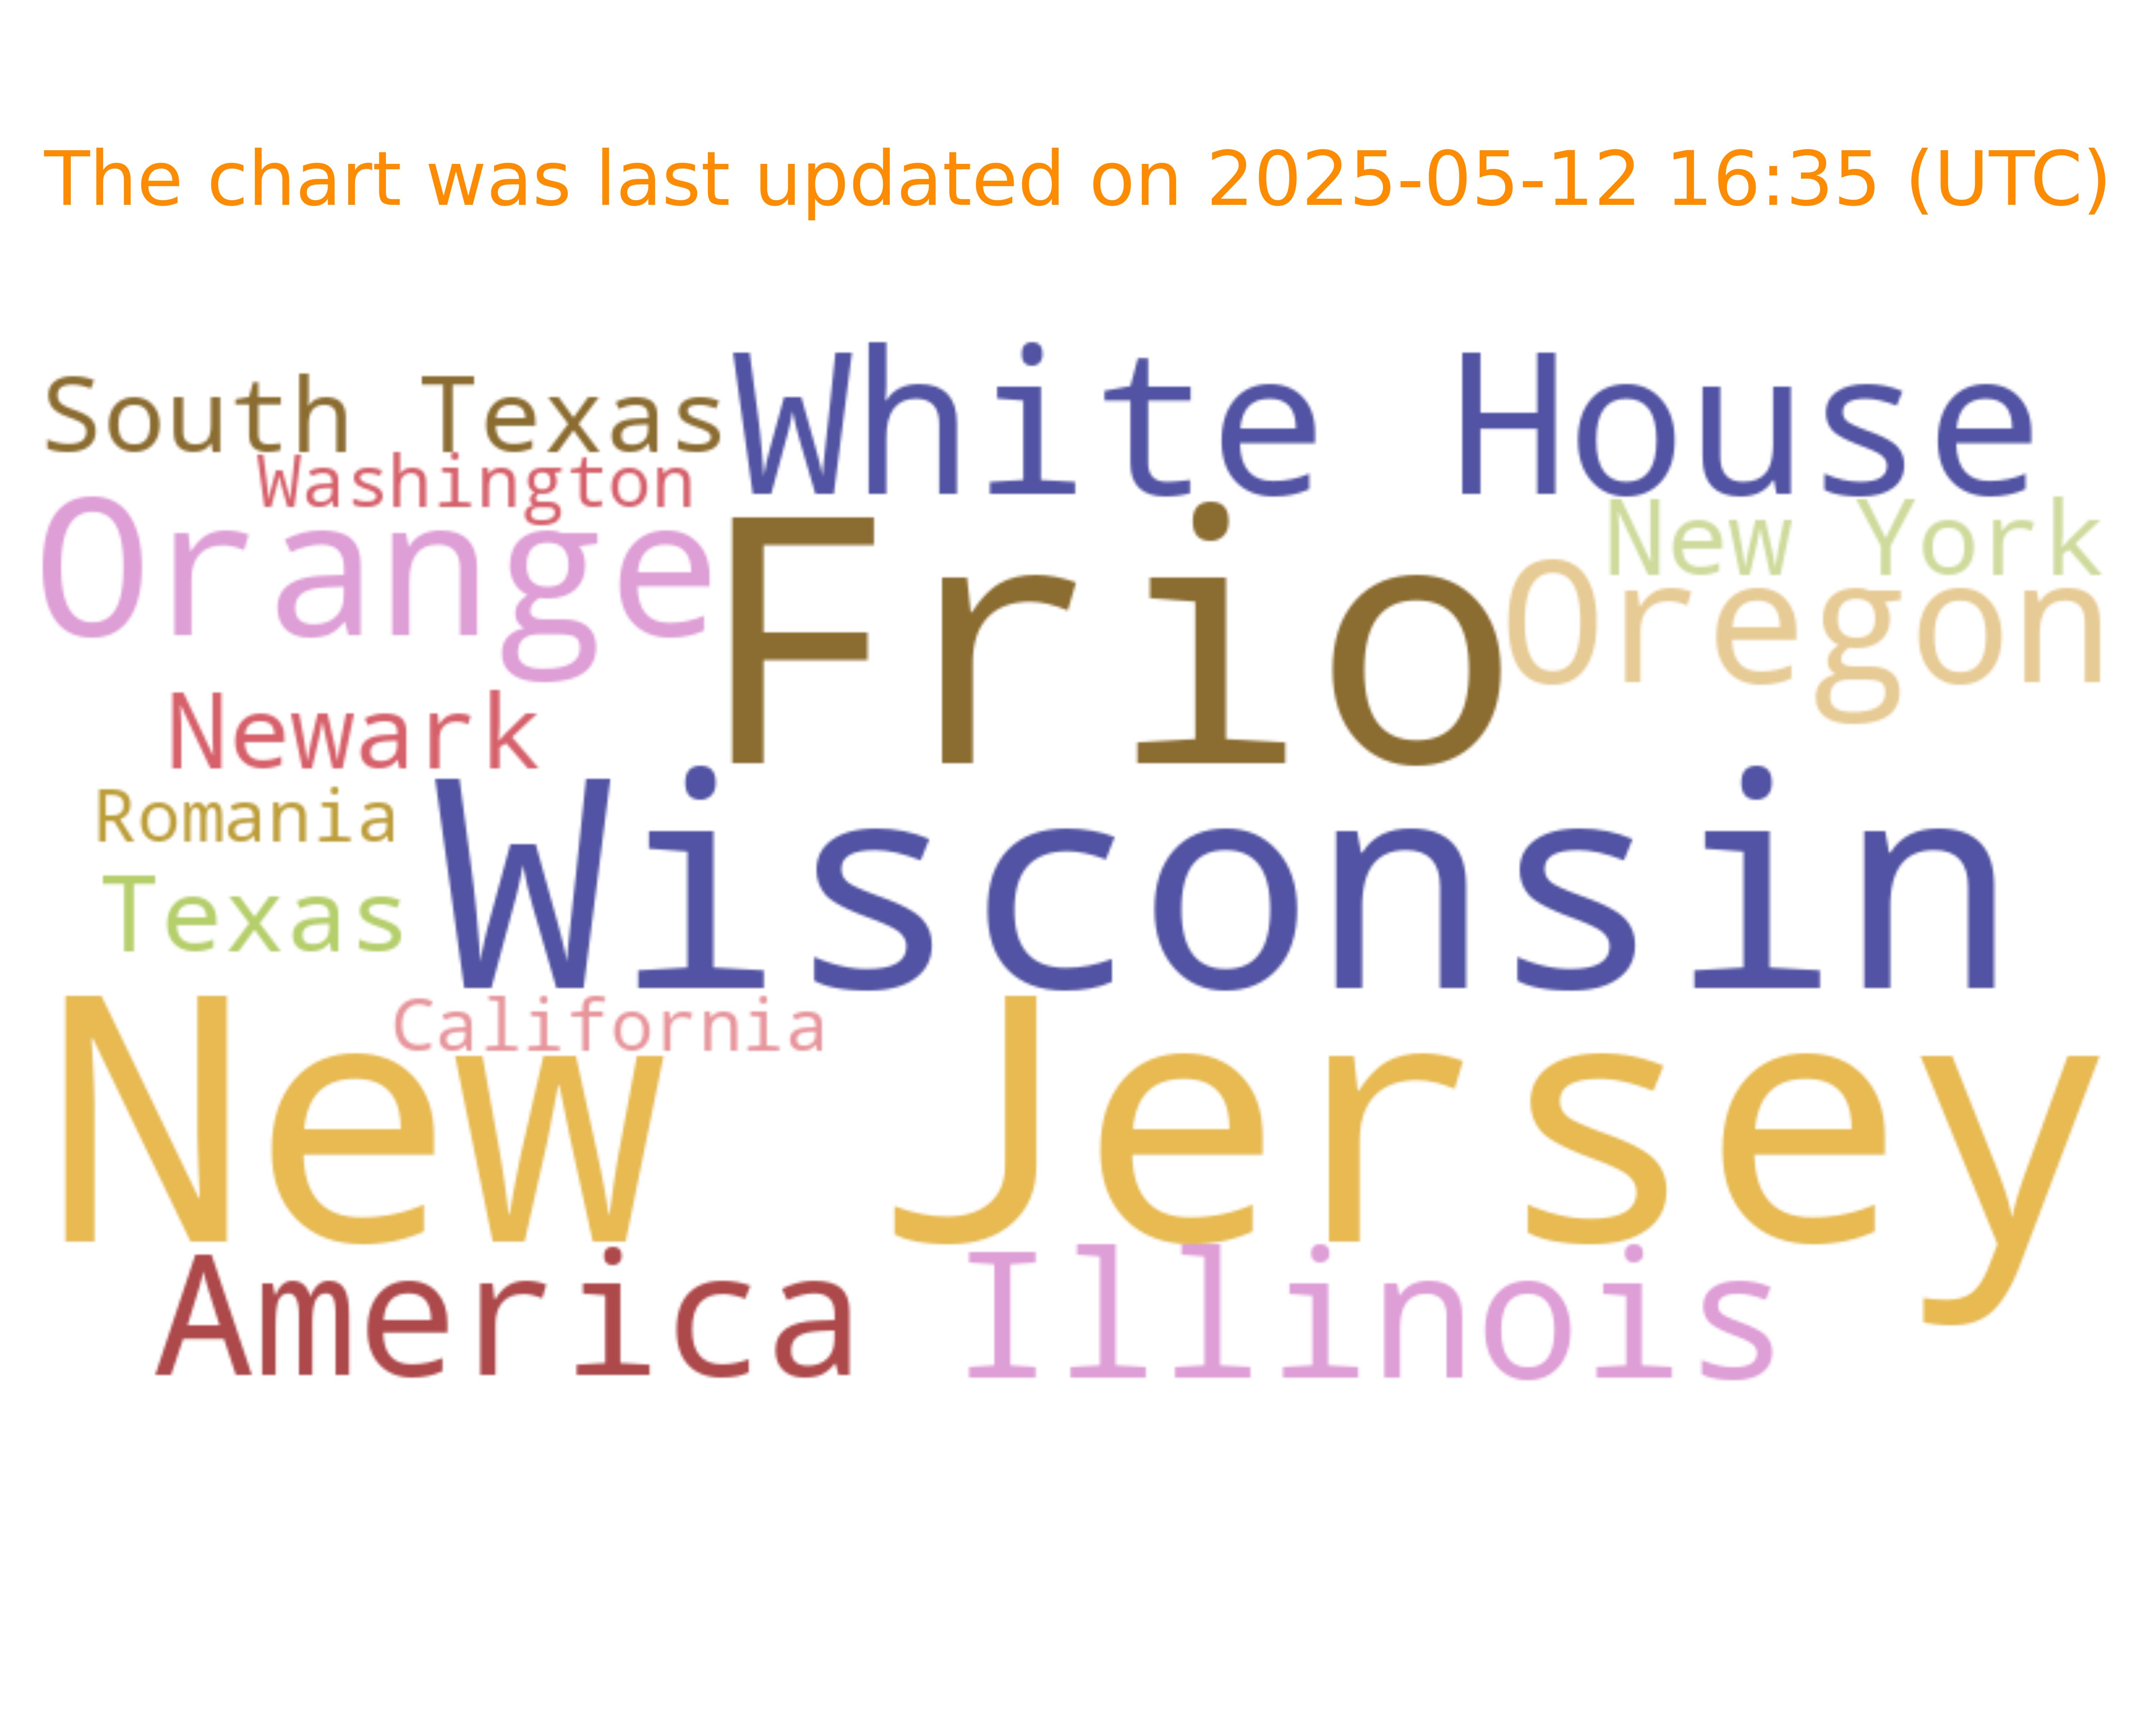 The chart was last updated on 2025-05-12 16:35 (UTC)
South Texas
White House
Washington
Orange
Frio
New York
Oregon
Newark
Romania
Wisconsin
Texas
California
New Jersey
America
Illinois